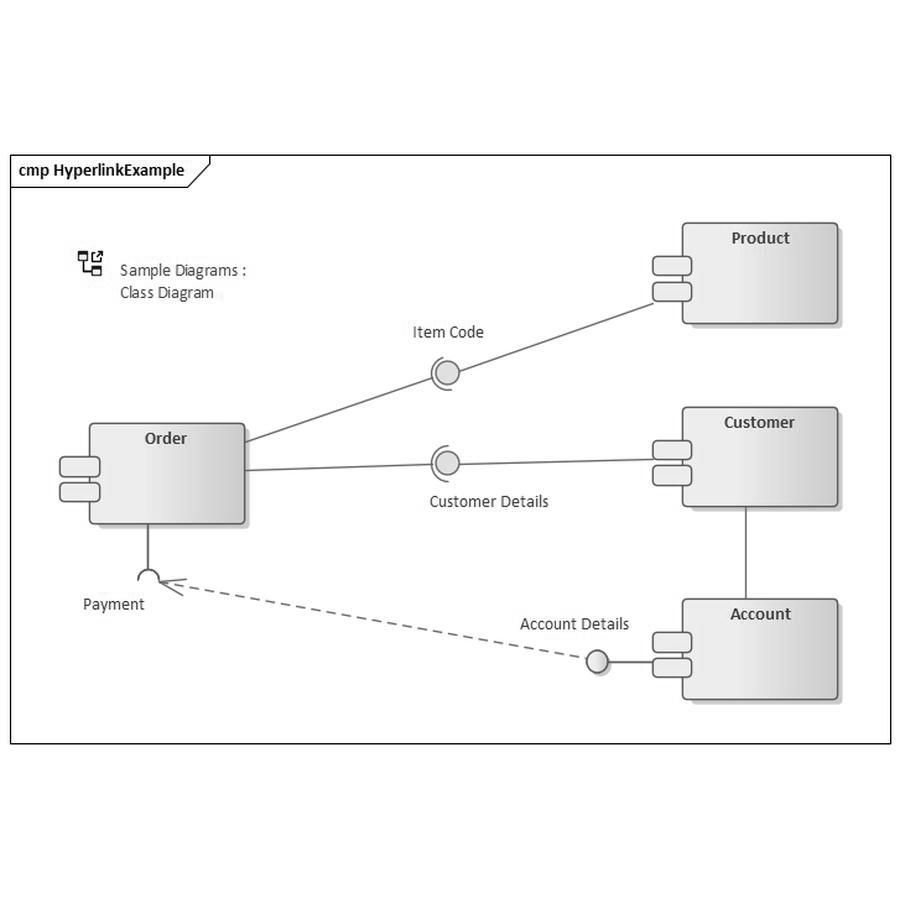 cmp HyperlinkExample
Product
Sample Diagrams :
Class Diagram
Item Code
Customer
Order
Customer Details
Payment
Account Details
Account